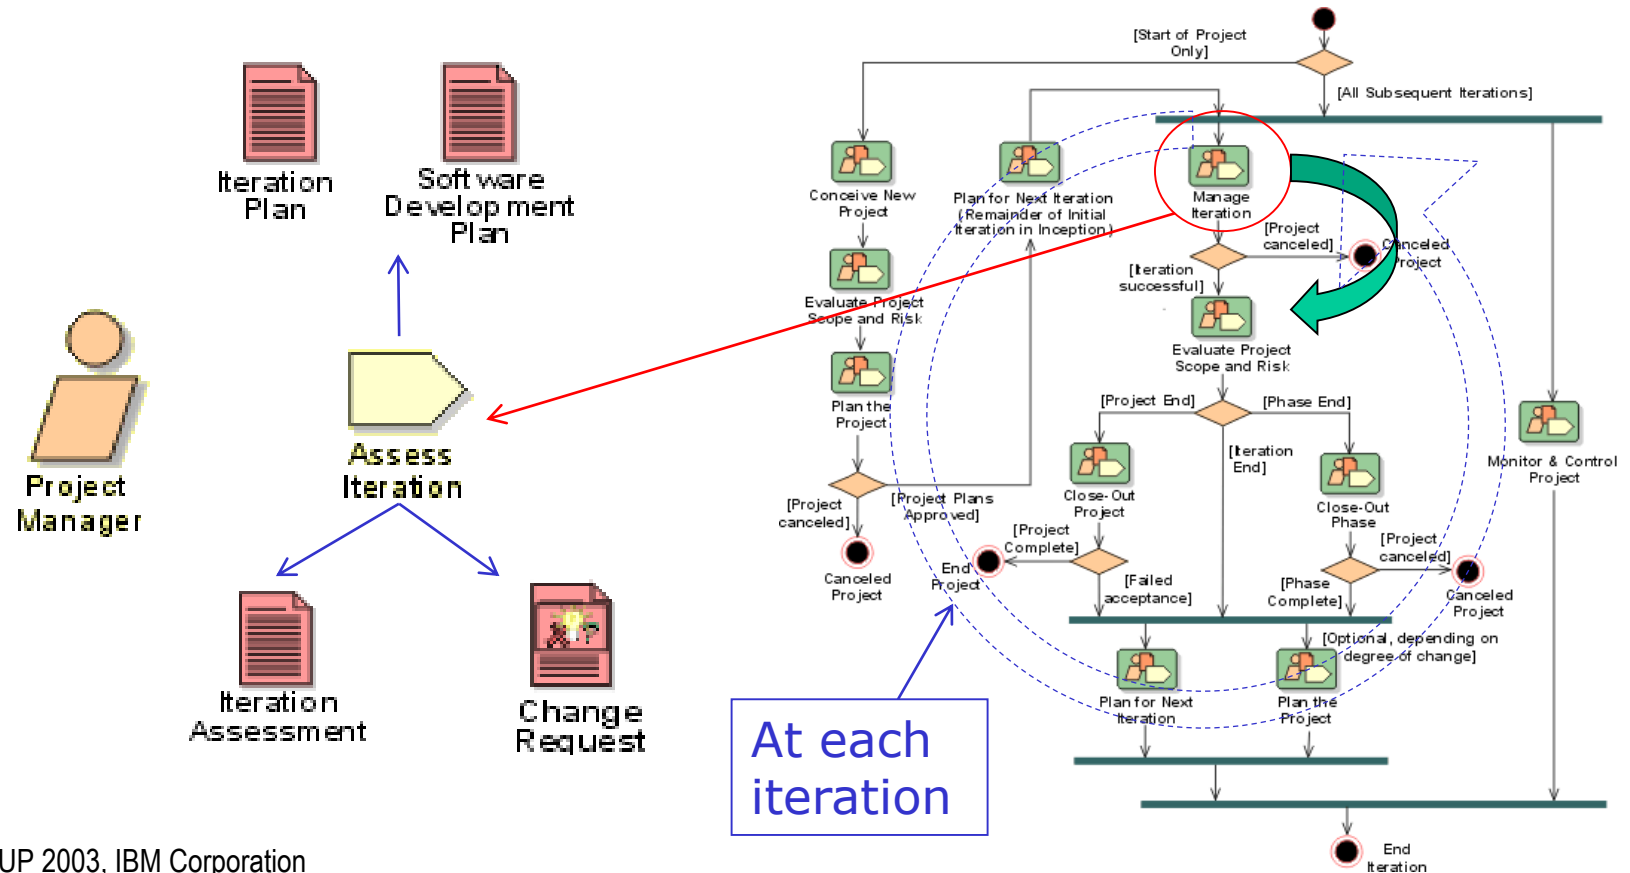 Iteration
Plan
Software
Development
Plan
Project
Manager
Assess
Iteration
Iteration
Assessment
Change
Request
[Start of Project
Only]
[All Subsequent Iterations]
Conceive New
Project
Plan for Next Iteration
(Remainder of Initial
Iteration in Inception)
Manage
Iteration
[Project
canceled]
Canceled
Project
[Iteration
successful]
Evaluate Project
Scope and Risk
Evaluate Project
Scope and Risk
Plan the
Project
[Project End]
[Phase End]
[Iteration
End]
Monitor & Control
Project
[Project
canceled]
[Project Plans
Approved]
Close-Out
Project
Close-Out
Phase
Canceled
Project
[Project
Complete]
End
Project
[Failed
acceptance]
[Project
canceled]
[Phase
Complete]
Canceled
Project
[Optional, depending on
degree of change]
Plan for Next
Iteration
Plan the
Project
At each
iteration
End
Iteration
UP 2003, IBM Corporation